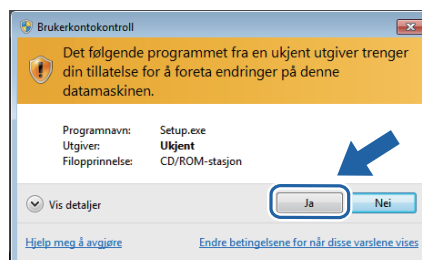 Brukerkontokontroll
Det følgende programmet fra en ukjent utgiver trenger
din tillatelse for å foreta endringer på denne
datamaskinen.
Programnavn: Setup.exe
Utgiver: Ukjent
Filopprinnelse: CD/ROM-stasjon
Vis detaljer Ja Nei
Hjelp meg å avgjøre Endre betingelsene for når disse varslene vises